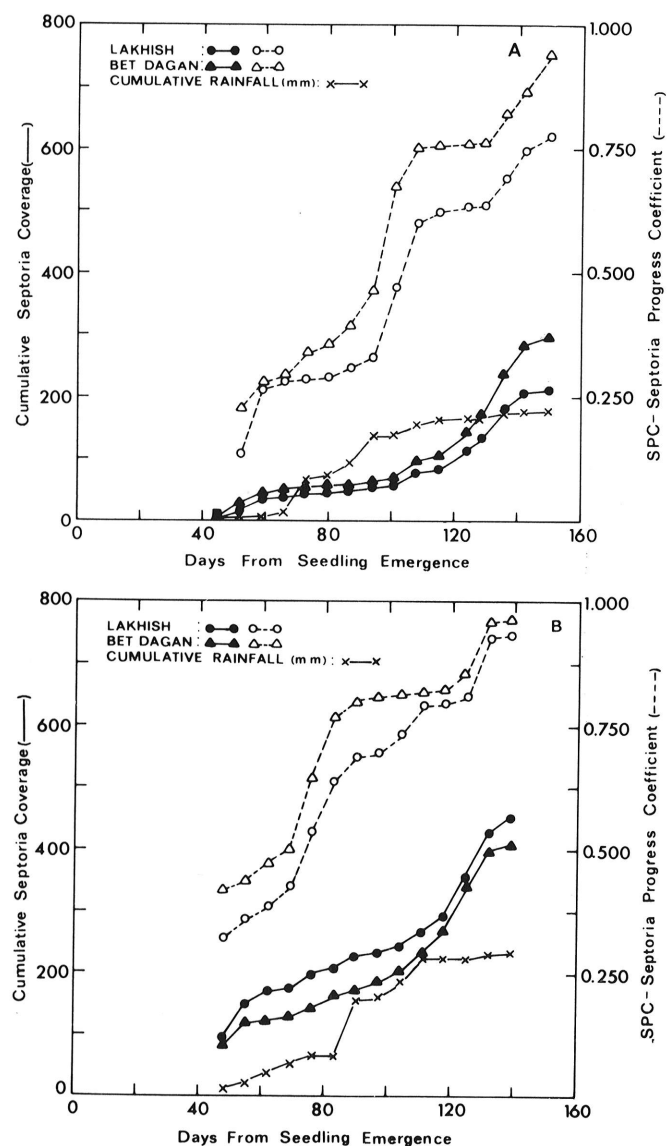 A
LAKHISH
BET DAGAN
CUMULATIVE RAINFALL(mm):
800
600
400
200
0
Cumulative Septoria Coverage(——)
1.000
0.750
0.500
0.250
SPC–Septoria Progress Coefficient (----)
0 40 80 120 160
Days From Seedling Emergence
B
LAKHISH
BET DAGAN
CUMULATIVE RAINFALL (mm):
800
600
400
200
0
Cumulative Septoria Coverage(——)
1.000
0.750
0.500
0.250
SPC–Septoria Progress Coefficient (----)
0 40 80 120 160
Days From Seedling Emergence